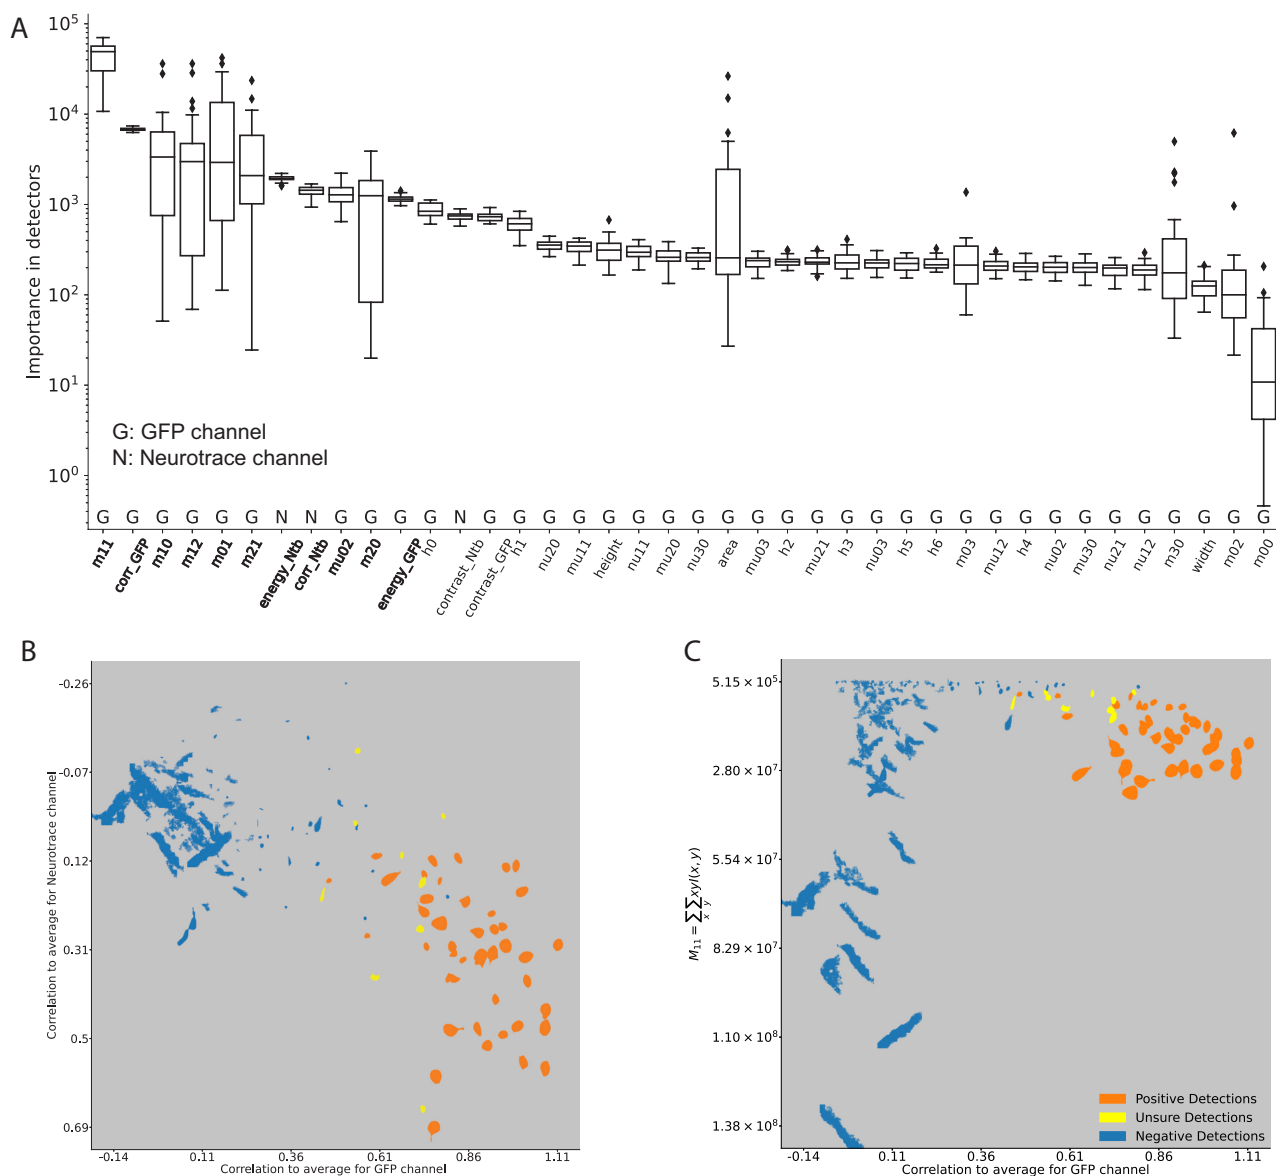 A
10^5
10^4
10^3
10^2
10^1
10^0
Importance in detectors
G: GFP channel
N: Neurotrace channel
G G G G G G N N G G G G N G G G G G G G G G G G G G G G G G G G G G G G G G G G
m11 corr_GFP m10 m12 m01 m21 energy_Ntb corr_Ntb mu02 m20 energy_GFP h0 contrast_Ntb contrast_GFP h1 nu20 mu11 height nu11 mu20 nu30 area mu03 h2 mu21 h3 nu03 h5 h6 m03 mu12 h4 nu02 mu30 nu21 nu12 m30 width m02 m00
B
-0.26
-0.07
0.12
0.31
0.5
0.69
Correlation to average for Neurotrace channel
-0.14 0.11 0.36 0.61 0.86 1.11
Correlation to average for GFP channel
C
5.15 × 10^5
2.80 × 10^7
5.54 × 10^7
8.29 × 10^7
1.10 × 10^8
1.38 × 10^8
M_11 = ∑_x ∑_y xyI(x, y)
Positive Detections
Unsure Detections
Negative Detections
-0.14 0.11 0.36 0.61 0.86 1.11
Correlation to average for GFP channel